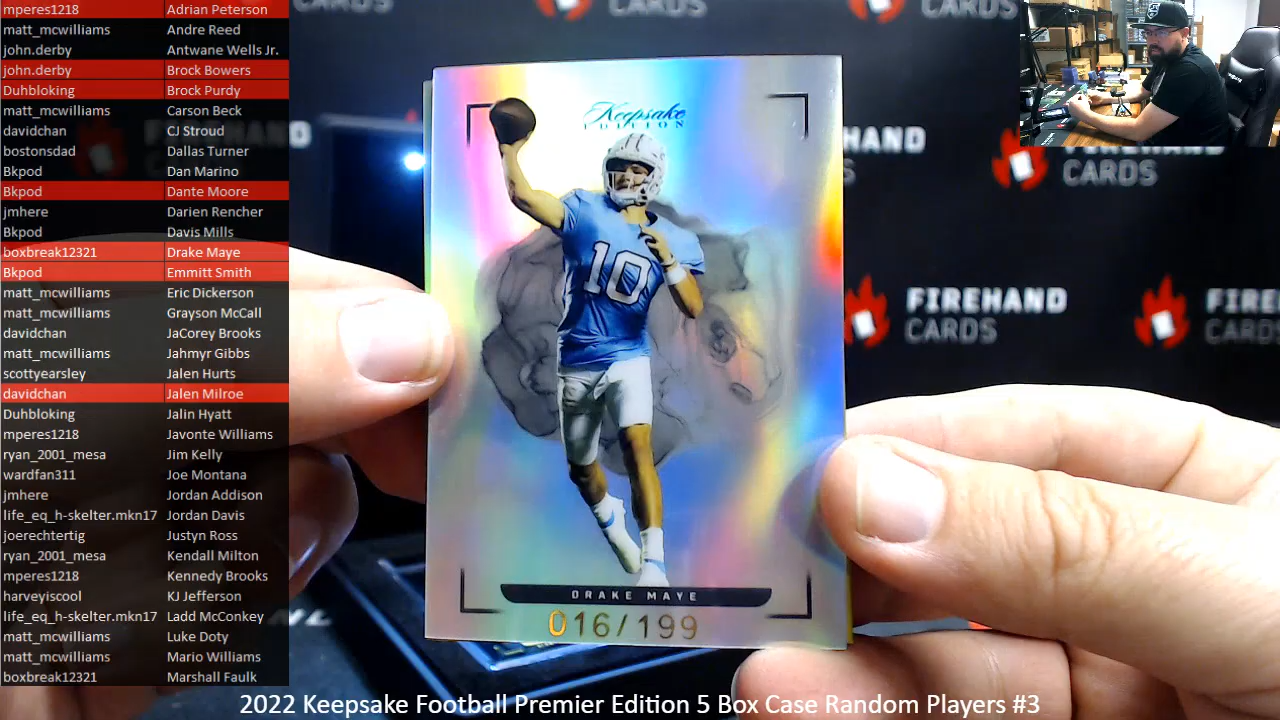 mperes1218 Adrian Peterson
matt_mcwilliams Andre Reed
john.derby Antwane Wells Jr.
john.derby Brock Bowers
Duhbloking Brock Purdy
matt_mcwilliams Carson Beck
davidchan CJ Stroud
bostonsdad Dallas Turner
Bkpod Dan Marino
Bkpod Dante Moore
jmhere Darien Rencher
Bkpod Davis Mills
boxbreak12321 Drake Maye
Bkpod Emmitt Smith
matt_mcwilliams Eric Dickerson
matt_mcwilliams Grayson McCall
davidchan JaCorey Brooks
matt_mcwilliams Jahmyr Gibbs
scottyearsley Jalen Hurts
davidchan Jalen Milroe
Duhbloking Jalin Hyatt
mperes1218 Javonte Williams
ryan_2001_mesa Jim Kelly
wardfan311 Joe Montana
jmhere Jordan Addison
life_eq_h-skelter.mkn17 Jordan Davis
joerechtertig Justyn Ross
ryan_2001_mesa Kendall Milton
mperes1218 Kennedy Brooks
harveyiscool KJ Jefferson
life_eq_h-skelter.mkn17 Ladd McConkey
matt_mcwilliams Luke Doty
matt_mcwilliams Mario Williams
boxbreak12321 Marshall Faulk
Keepsake
EDITION
10
DRAKE MAYE
016/199
CARDS
CARDS
CARDS
CARDS
FIREHAND
CARDS
FIREHAND
CARDS
2022 Keepsake Football Premier Edition 5 Box Case Random Players #3